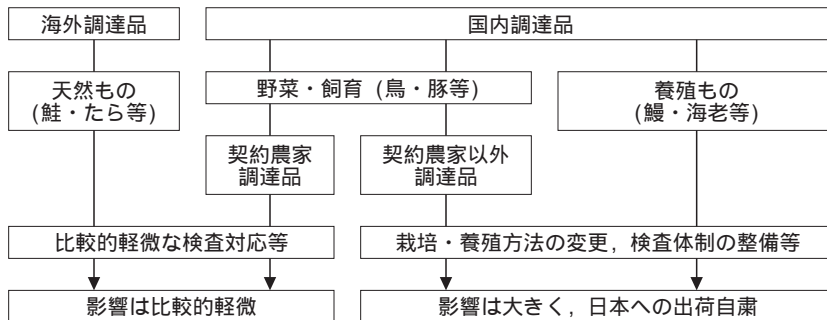 海外調達品
国内調達品
天然もの
(鮭・たら等)
野菜・飼育 (鳥・豚等)
養殖もの
(鰻・海老等)
契約農家
調達品
契約農家以外
調達品
比較的軽微な検査対応等
栽培・養殖方法の変更,検査体制の整備等
影響は比較的軽微
影響は大きく,日本への出荷自粛